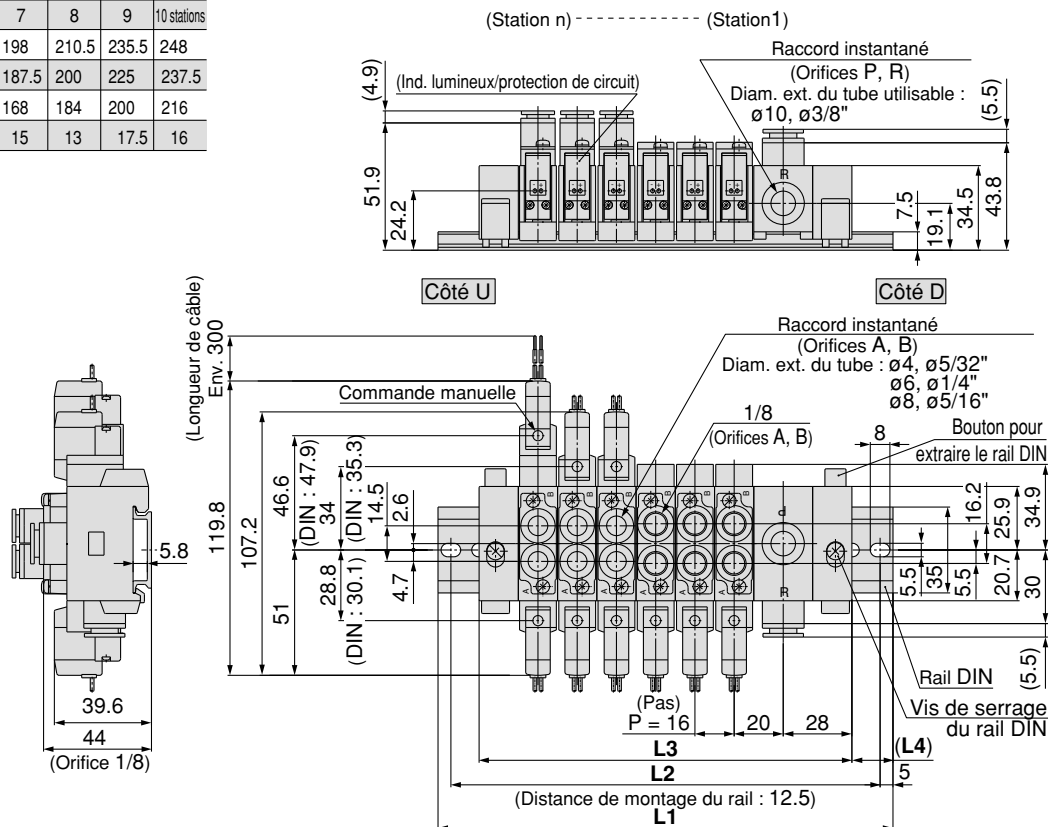 7 8 9 10 stations
198 210.5 235.5 248
187.5 200 225 237.5
168 184 200 216
15 13 17.5 16
(Station n) (Station1)
Raccord instantané
(Orifices P, R)
Diam. ext. du tube utilisable :
ø10, ø3/8"
(Ind. lumineux/protection de circuit)
(4.9)
51.9
24.2
(5.5)
7.5
19.1
34.5
43.8
R
Côté U
Côté D
Raccord instantané
(Orifices A, B)
Diam. ext. du tube : ø4, ø5/32"
ø6, ø1/4"
ø8, ø5/16"
(Longueur de câble)
Env. 300
Commande manuelle
1/8
(Orifices A, B)
Bouton pour
extraire le rail DIN
8
119.8
107.2
46.6
(DIN : 47.9)
34
(DIN : 35.3)
14.5
2.6
51
28.8
(DIN : 30.1)
4.7
B B B B B B
A A A A A A
P
R
16.2
25.9
34.9
5.5
35
5.5
20.7
30
(5.5)
5.8
39.6
44
(Orifice 1/8)
Rail DIN
Vis de serrage
du rail DIN
(Pas)
P = 16 20 28
L3 (L4)
L2 5
(Distance de montage du rail : 12.5)
L1